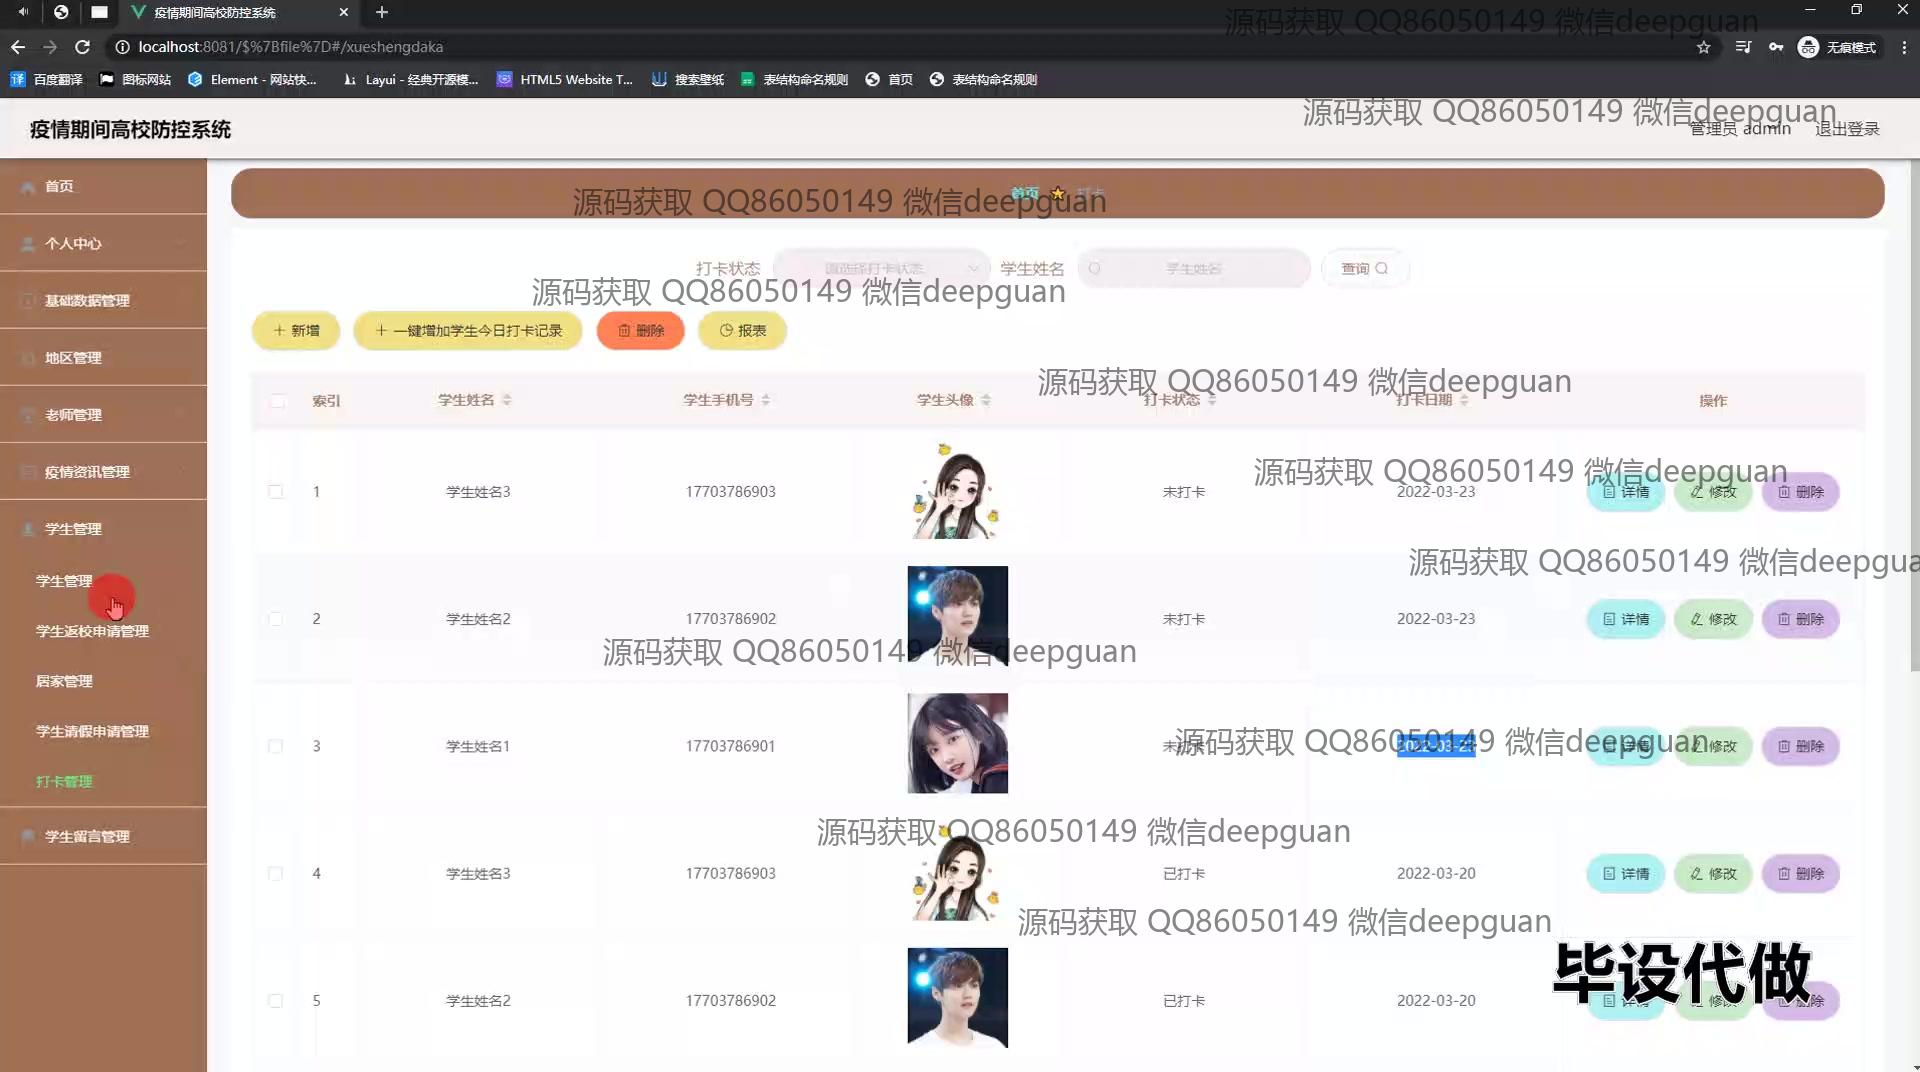 疫情期间高校防控系统
localhost:8081/$%7Bfile%7D#/xueshengdaka
无痕模式
百度翻译 图标网站 Element - 网站快... Layui - 经典开源模... HTML5 Website T... 搜索壁纸 表结构命名规则 首页 表结构命名规则
源码获取 QQ86050149 微信deepguan
疫情期间高校防控系统
管理员 admin 退出登录
源码获取 QQ86050149 微信deepguan
首页
个人中心
基础数据管理
地区管理
老师管理
疫情资讯管理
学生管理
学生管理
学生返校申请管理
居家管理
学生请假申请管理
打卡管理
学生留言管理
首页 打卡
源码获取 QQ86050149 微信deepguan
打卡状态 请选择打卡状态 学生姓名 学生姓名 查询
源码获取 QQ86050149 微信deepguan
新增 一键增加学生今日打卡记录 删除 报表
源码获取 QQ86050149 微信deepguan
索引 学生姓名 学生手机号 学生头像 打卡状态 打卡日期 操作
源码获取 QQ86050149 微信deepguan
1 学生姓名3 17703786903 未打卡 2022-03-23 详情 修改 删除
源码获取 QQ86050149 微信deepgua
2 学生姓名2 17703786902 未打卡 2022-03-23 详情 修改 删除
源码获取 QQ86050149 微信deepguan
3 学生姓名1 17703786901 详情 修改 删除
源码获取 QQ86050149 微信deepguan
源码获取 QQ86050149 微信deepguan
4 学生姓名3 17703786903 已打卡 2022-03-20 详情 修改 删除
源码获取 QQ86050149 微信deepguan
毕设代做
5 学生姓名2 17703786902 已打卡 2022-03-20 详情 修改 删除